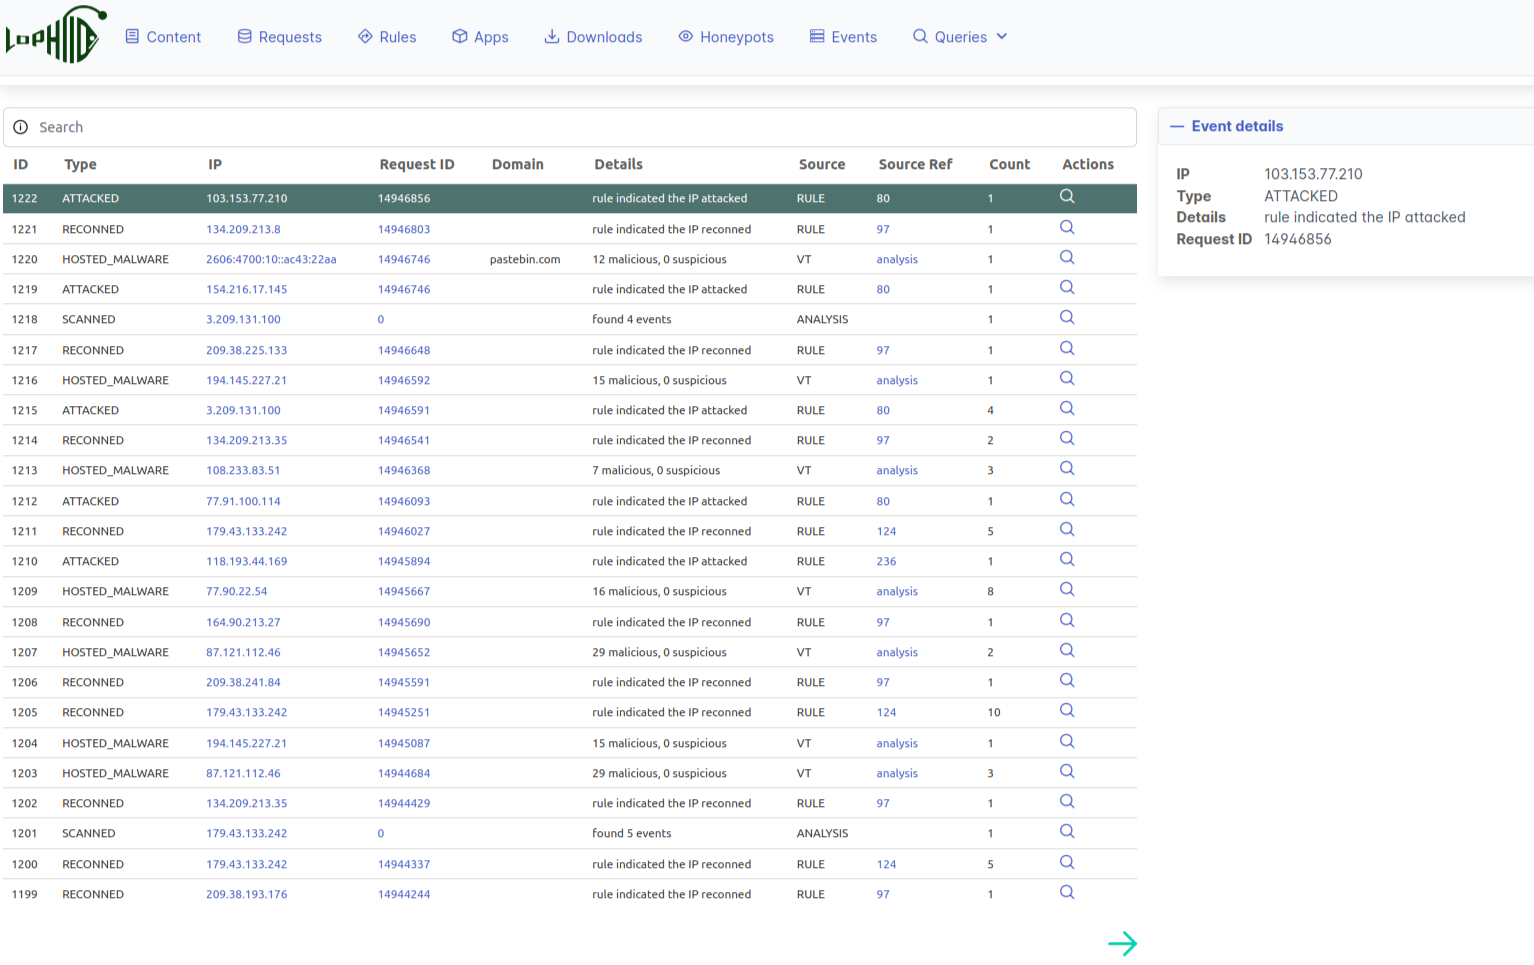 LOPHIID
Content Requests Rules Apps Downloads Honeypots Events Queries
Search
ID Type IP Request ID Domain Details Source Source Ref Count Actions
1222 ATTACKED 103.153.77.210 14946856 rule indicated the IP attacked RULE 80 1
1221 RECONNED 134.209.213.8 14946803 rule indicated the IP reconned RULE 97 1
1220 HOSTED_MALWARE 2606:4700:10::ac43:22aa 14946746 pastebin.com 12 malicious, 0 suspicious VT analysis 1
1219 ATTACKED 154.216.17.145 14946746 rule indicated the IP attacked RULE 80 1
1218 SCANNED 3.209.131.100 0 found 4 events ANALYSIS 1
1217 RECONNED 209.38.225.133 14946648 rule indicated the IP reconned RULE 97 1
1216 HOSTED_MALWARE 194.145.227.21 14946592 15 malicious, 0 suspicious VT analysis 1
1215 ATTACKED 3.209.131.100 14946591 rule indicated the IP attacked RULE 80 4
1214 RECONNED 134.209.213.35 14946541 rule indicated the IP reconned RULE 97 2
1213 HOSTED_MALWARE 108.233.83.51 14946368 7 malicious, 0 suspicious VT analysis 3
1212 ATTACKED 77.91.100.114 14946093 rule indicated the IP attacked RULE 80 1
1211 RECONNED 179.43.133.242 14946027 rule indicated the IP reconned RULE 124 5
1210 ATTACKED 118.193.44.169 14945894 rule indicated the IP attacked RULE 236 1
1209 HOSTED_MALWARE 77.90.22.54 14945667 16 malicious, 0 suspicious VT analysis 8
1208 RECONNED 164.90.213.27 14945690 rule indicated the IP reconned RULE 97 1
1207 HOSTED_MALWARE 87.121.112.46 14945652 29 malicious, 0 suspicious VT analysis 2
1206 RECONNED 209.38.241.84 14945591 rule indicated the IP reconned RULE 97 1
1205 RECONNED 179.43.133.242 14945251 rule indicated the IP reconned RULE 124 10
1204 HOSTED_MALWARE 194.145.227.21 14945087 15 malicious, 0 suspicious VT analysis 1
1203 HOSTED_MALWARE 87.121.112.46 14944684 29 malicious, 0 suspicious VT analysis 3
1202 RECONNED 134.209.213.35 14944429 rule indicated the IP reconned RULE 97 1
1201 SCANNED 179.43.133.242 0 found 5 events ANALYSIS 1
1200 RECONNED 179.43.133.242 14944337 rule indicated the IP reconned RULE 124 5
1199 RECONNED 209.38.193.176 14944244 rule indicated the IP reconned RULE 97 1
Event details
IP 103.153.77.210
Type ATTACKED
Details rule indicated the IP attacked
Request ID 14946856